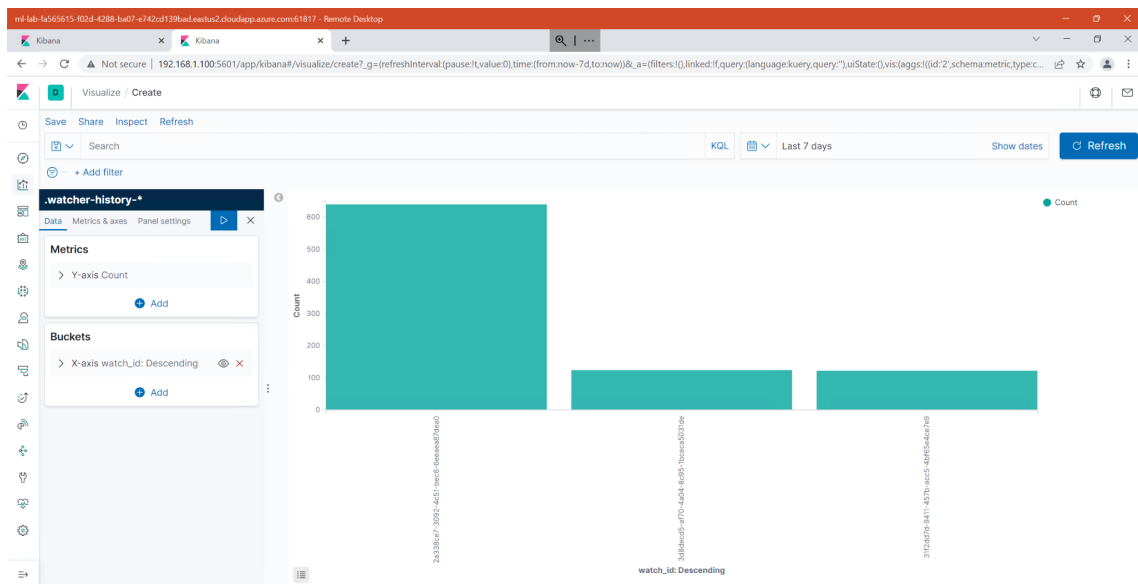 ml-lab-fa565615-f02d-4288-ba07-e742cd139bad.eastus2.cloudapp.azure.com:61817 - Remote Desktop
Kibana
Kibana
Not secure | 192.168.1.100:5601/app/kibana#/visualize/create?_g=(refreshInterval:(pause:!t,value:0),time:(from:now-7d,to:now))&_a=(filters:!(),linked:!f,query:(language:kuery,query:''),uiState:(),vis:(aggs:!((id:'2',schema:metric,type:c...
D Visualize / Create
Save Share Inspect Refresh
Search KQL Last 7 days Show dates Refresh
+ Add filter
.watcher-history-*
Data Metrics & axes Panel settings
Metrics
Y-axis Count
Add
Buckets
X-axis watch_id: Descending
Add
Count
600
500
400
300
200
100
0
Count
2a338ce7-3092-4c51-bec6-6eeaea87dea0
3d8decd5-af70-4a04-8c95-1bceca5031de
31f2dd7d-9411-457b-acc5-4bf65e4ce7e9
watch_id: Descending